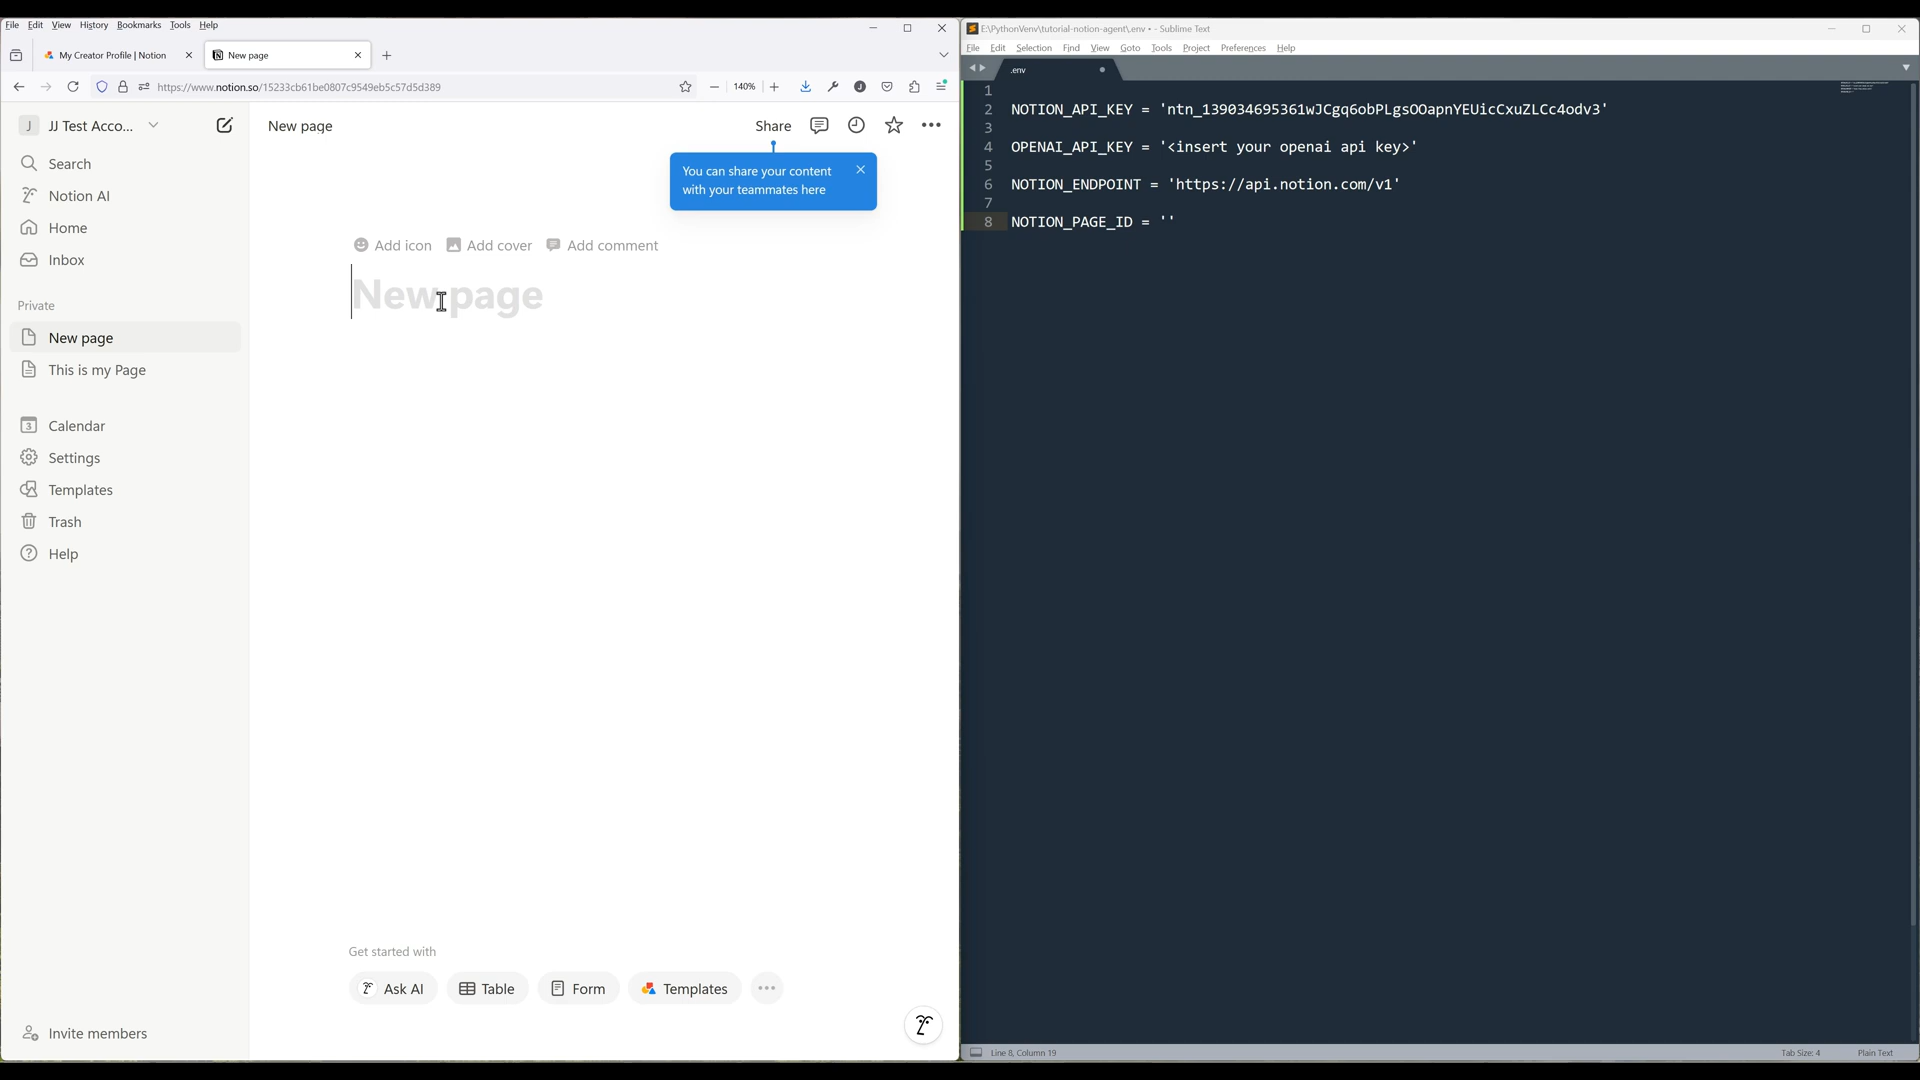 File Edit View History Bookmarks Tools Help
My Creator Profile | Notion
New page
https://www.notion.so/15233cb61be0807c9549eb5c57d5d389
140%
JJ Test Acco...
Search
Notion AI
Home
Inbox
Private
New page
This is my Page
Calendar
Settings
Templates
Trash
Help
Invite members
New page
Share
You can share your content
with your teammates here
Add icon Add cover Add comment
New page
Get started with
Ask AI Table Form Templates
E:\PythonVenv\tutorial-notion-agent\.env • - Sublime Text
File Edit Selection Find View Goto Tools Project Preferences Help
.env
1
2 NOTION_API_KEY = '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'
3
4 OPENAI_API_KEY = '<insert your openai api key>'
5
6 NOTION_ENDPOINT = 'https://api.notion.com/v1'
7
8 NOTION_PAGE_ID = ''
Line 8, Column 19
Tab Size: 4
Plain Text